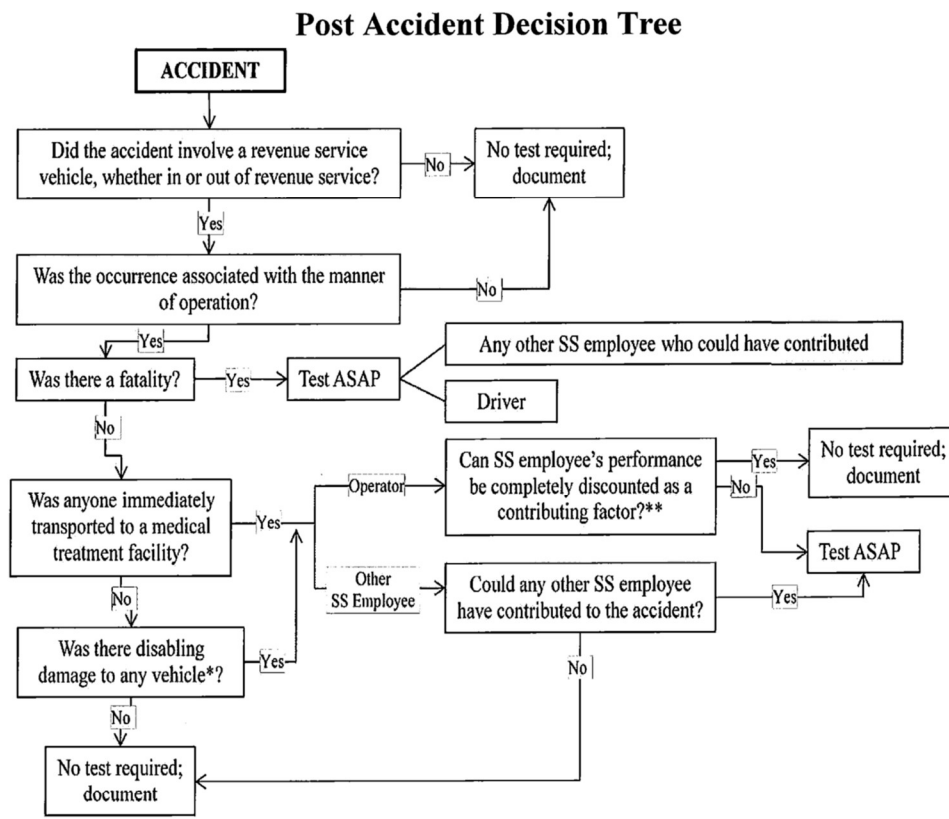 Post Accident Decision Tree
ACCIDENT
Did the accident involve a revenue service
vehicle, whether in or out of revenue service?
No
No test required;
document
Yes
Was the occurrence associated with the manner
of operation?
No
Yes
Was there a fatality?
Yes
Test ASAP
Any other SS employee who could have contributed
Driver
No
Was anyone immediately
transported to a medical
treatment facility?
Yes
Operator
Can SS employee's performance
be completely discounted as a
contributing factor?**
Yes
No test required;
document
No
Test ASAP
Other
SS Employee
Could any other SS employee
have contributed to the accident?
Yes
No
No
Was there disabling
damage to any vehicle*?
Yes
No
No test required;
document